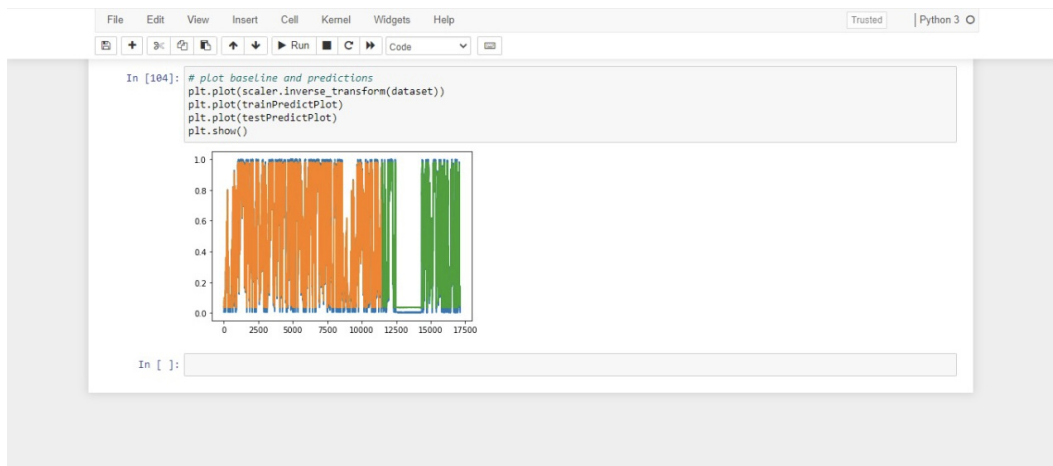 File Edit View Insert Cell Kernel Widgets Help Trusted Python 3
Run Code
In [104]: # plot baseline and predictions
plt.plot(scaler.inverse_transform(dataset))
plt.plot(trainPredictPlot)
plt.plot(testPredictPlot)
plt.show()
1.0
0.8
0.6
0.4
0.2
0.0
0 2500 5000 7500 10000 12500 15000 17500
In [ ]: